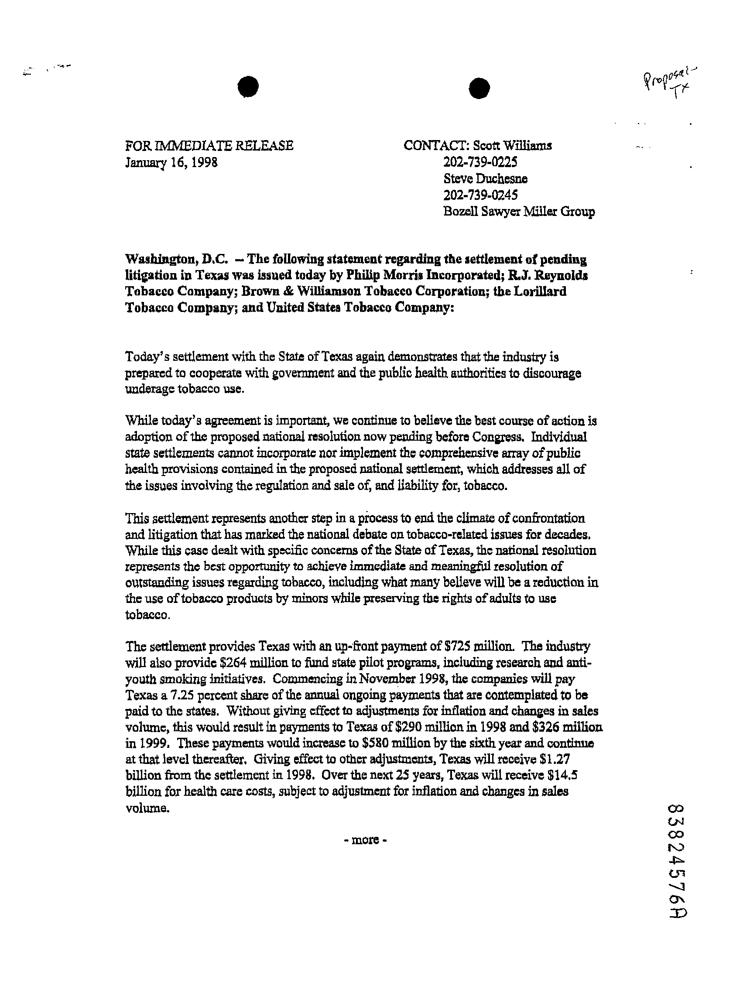 Proposal-
TX
FOR IMMEDIATE RELEASE
January 16, 1998
CONTACT: Scott Williams
202-739-0225
Steve Duchesne
202-739-0245
Bozell Sawyer Miller Group
Washington, D.C. – The following statement regarding the settlement of pending
litigation in Texas was issued today by Philip Morris Incorporated; R.J. Reynolds
Tobacco Company; Brown & Williamson Tobacco Corporation; the Lorillard
Tobacco Company; and United States Tobacco Company:
Today's settlement with the State of Texas again demonstrates that the industry is
prepared to cooperate with government and the public health authorities to discourage
underage tobacco use.
While today's agreement is important, we continue to believe the best course of action is
adoption of the proposed national resolution now pending before Congress. Individual
state settlements cannot incorporate nor implement the comprehensive array of public
health provisions contained in the proposed national settlement, which addresses all of
the issues involving the regulation and sale of, and liability for, tobacco.
This settlement represents another step in a process to end the climate of confrontation
and litigation that has marked the national debate on tobacco-related issues for decades.
While this case dealt with specific concerns of the State of Texas, the national resolution
represents the best opportunity to achieve immediate and meaningful resolution of
outstanding issues regarding tobacco, including what many believe will be a reduction in
the use of tobacco products by minors while preserving the rights of adults to use
tobacco.
The settlement provides Texas with an up-front payment of $725 million. The industry
will also provide $264 million to fund state pilot programs, including research and anti-
youth smoking initiatives. Commencing in November 1998, the companies will pay
Texas a 7.25 percent share of the annual ongoing payments that are contemplated to be
paid to the states. Without giving effect to adjustments for inflation and changes in sales
volume, this would result in payments to Texas of $290 million in 1998 and $326 million
in 1999. These payments would increase to $580 million by the sixth year and continue
at that level thereafter. Giving effect to other adjustments, Texas will receive $1.27
billion from the settlement in 1998. Over the next 25 years, Texas will receive $14.5
billion for health care costs, subject to adjustment for inflation and changes in sales
volume.
- more -
83824576A